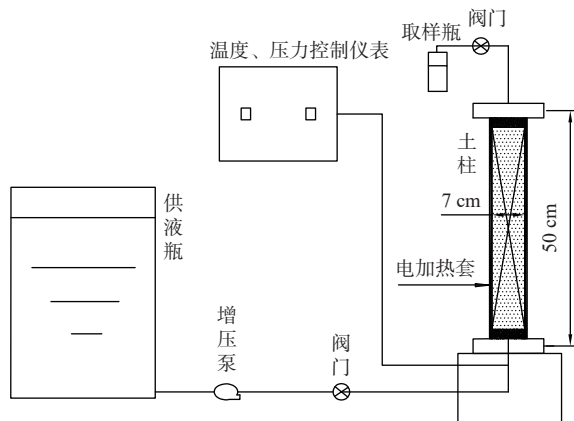 取样瓶
阀门
温度、压力控制仪表
土柱
7 cm
50 cm
供液瓶
电加热套
增压泵
阀门